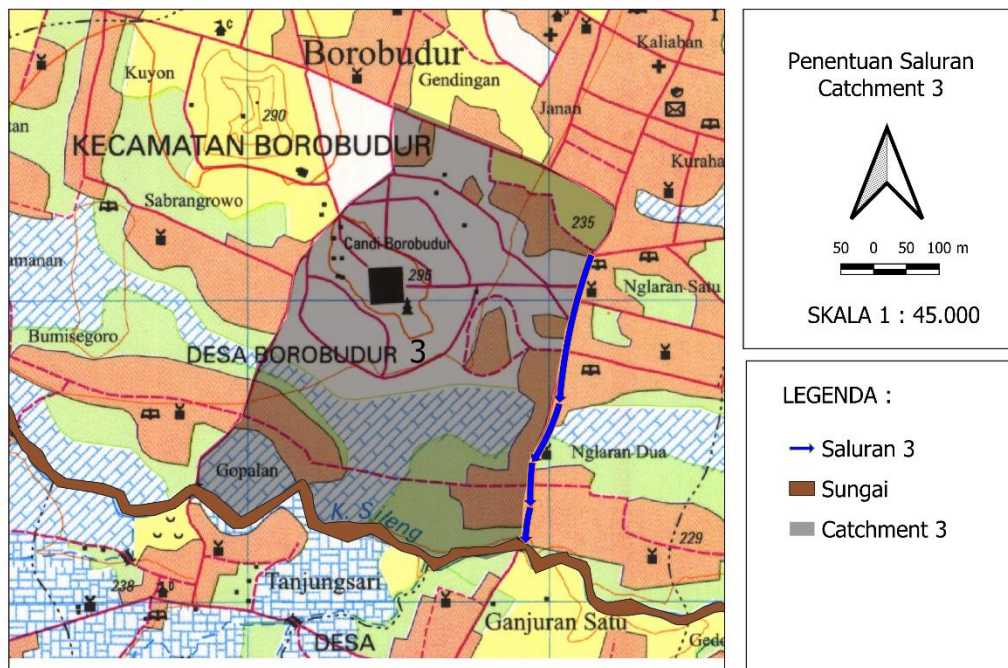 Borobudur
Kaliaban
Kuyon
Gendingan
Janan
290
KECAMATAN BOROBUDUR
Kuraha
Sabrangrowo
235
Candi Borobudur
manan
295
Nglaran Satu
Bumisegoro
DESA BOROBUDUR 3
Gopalan
Nglaran Dua
K. Sileng
229
Tanjungsari
238
Ganjuran Satu
DESA
Gede
Penentuan Saluran
Catchment 3
50 0 50 100 m
SKALA 1 : 45.000
LEGENDA :
Saluran 3
Sungai
Catchment 3